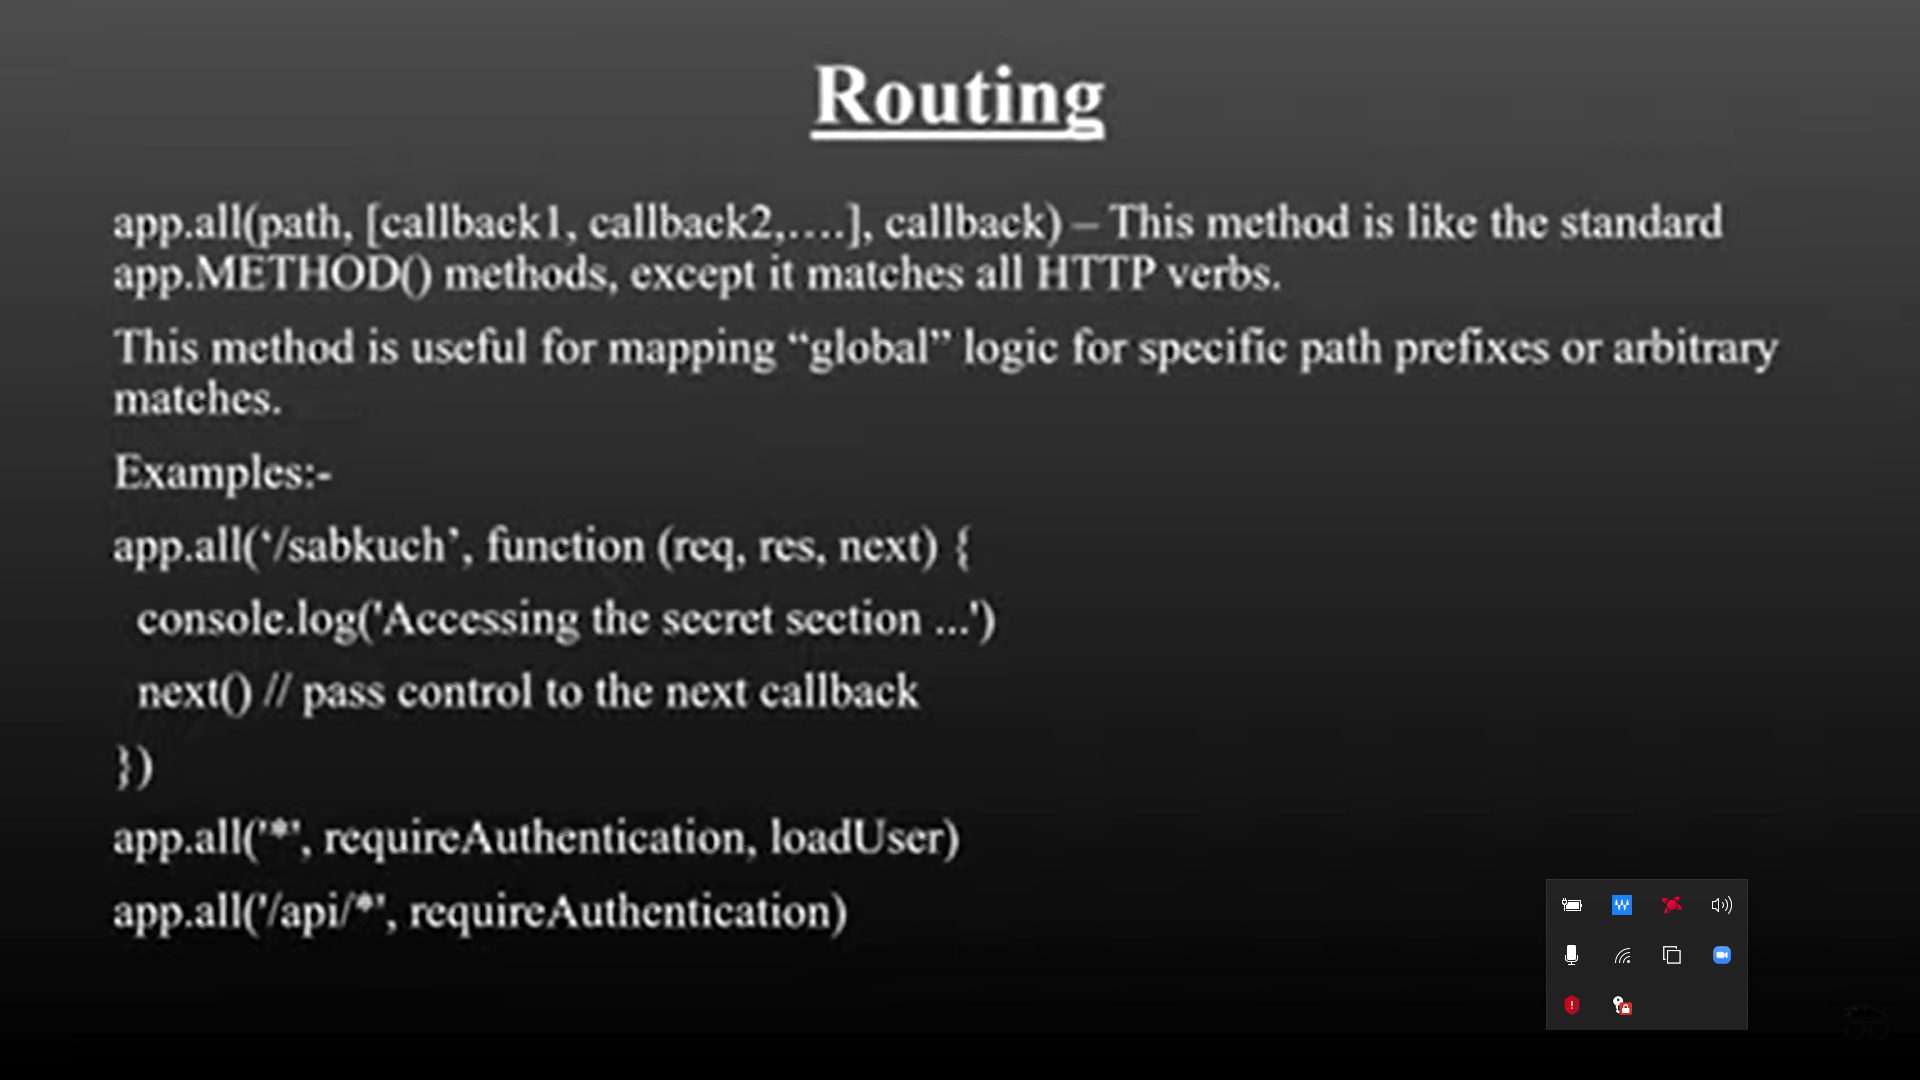 Routing
app.all(path, [callback1, callback2,….], callback) – This method is like the standard
app.METHOD() methods, except it matches all HTTP verbs.
This method is useful for mapping “global” logic for specific path prefixes or arbitrary
matches.
Examples:-
app.all(‘/sabkuch’, function (req, res, next) {
console.log('Accessing the secret section ...')
next() // pass control to the next callback
})
app.all('*', requireAuthentication, loadUser)
app.all('/api/*', requireAuthentication)